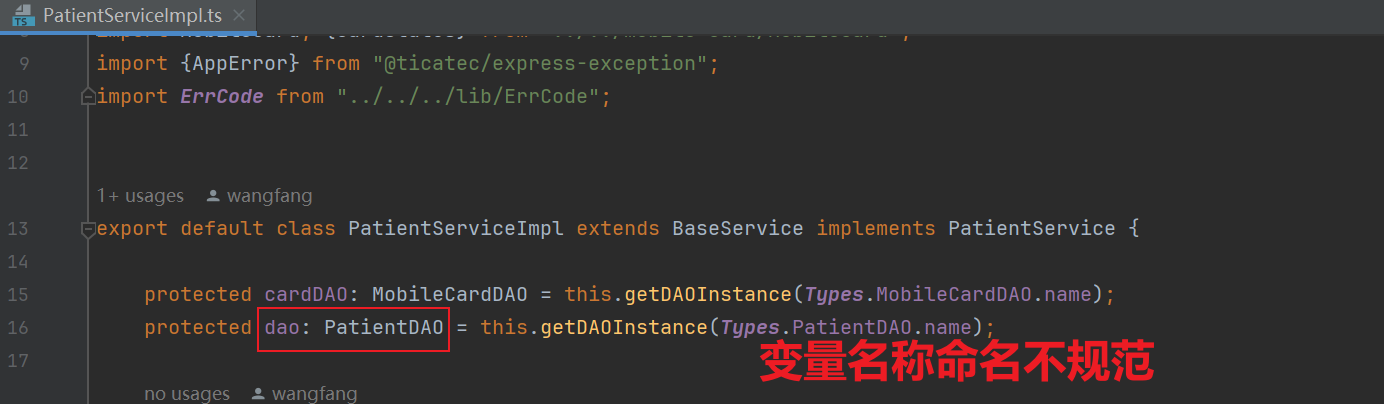 PatientServiceImpl.ts
9 import {AppError} from "@ticatec/express-exception";
10 import ErrCode from "../../../lib/ErrCode";
11
12
1+ usages wangfang
13 export default class PatientServiceImpl extends BaseService implements PatientService {
14
15 protected cardDAO: MobileCardDAO = this.getDAOInstance(Types.MobileCardDAO.name);
16 protected dao: PatientDAO = this.getDAOInstance(Types.PatientDAO.name);
17
变量名称命名不规范
no usages wangfang